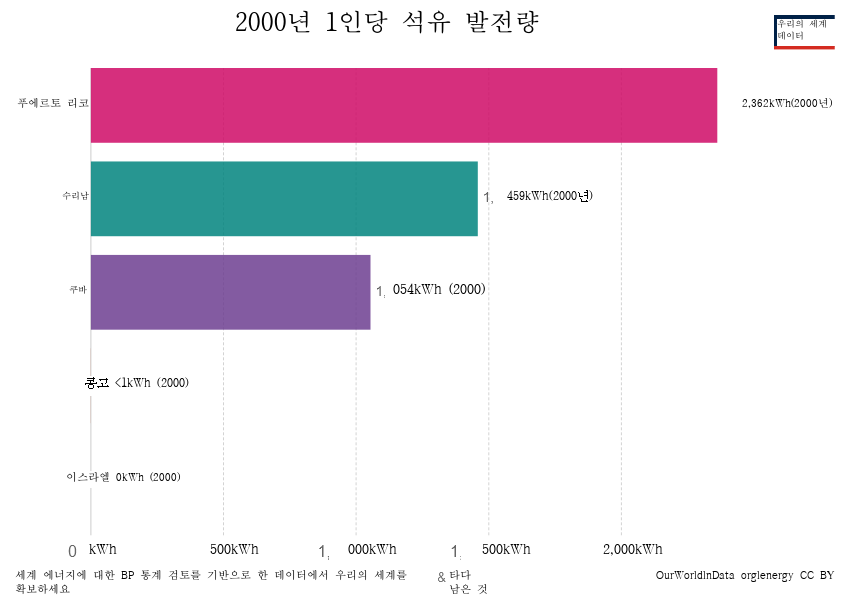 2000년 1인당 석유 발전량
우리의 세계
데이터
푸에르토 리코 2,362kWh(2000년)
수리남 1, 459kWh(2000년)
쿠바 1, 054kWh (2000)
콩고 <1kWh (2000)
이스라엘 0kWh (2000)
0 kWh 500kWh 1, 000kWh 1, 500kWh 2,000kWh
세계 에너지에 대한 BP 통계 검토를 기반으로 한 데이터에서 우리의 세계를
확보하세요
& 타다
남은 것
OurWorldInData orglenergy CC BY